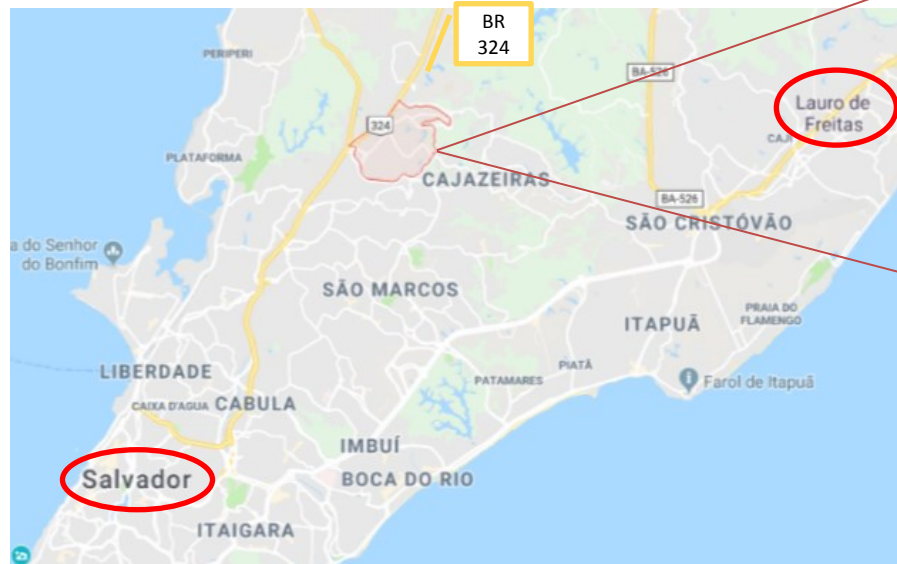 BR
324
PERIPERI
BA-526
Lauro de
Freitas
324
CAJI
PLATAFORMA
CAJAZEIRAS
BA-526
SÃO CRISTÓVÃO
a do Senhor
do Bonfim
SÃO MARCOS
PRAIA DO
FLAMENGO
ITAPUÃ
LIBERDADE
PIATÃ
PATAMARES
Farol de Itapuã
CAIXA D'AGUA
CABULA
IMBUÍ
Salvador
BOCA DO RIO
ITAIGARA